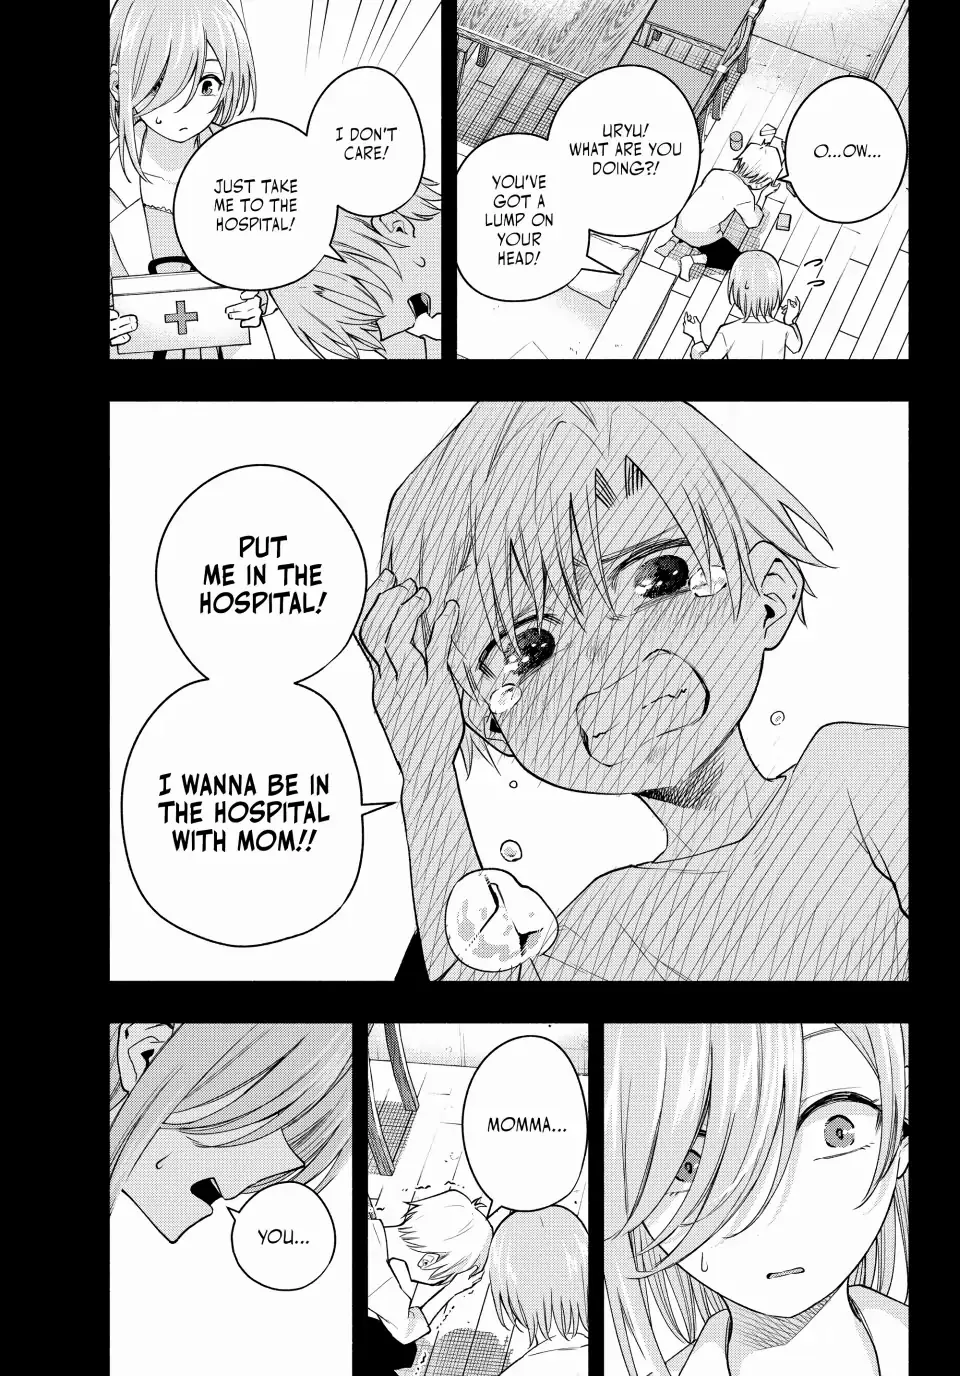 O...OW...
URYU!
WHAT ARE YOU
DOING?!
YOU'VE
GOT A
LUMP ON
YOUR
HEAD!
I DON'T
CARE!
JUST TAKE
ME TO THE
HOSPITAL!
PUT
ME IN THE
HOSPITAL!
I WANNA BE IN
THE HOSPITAL
WITH MOM!!
MOMMA...
YOU...